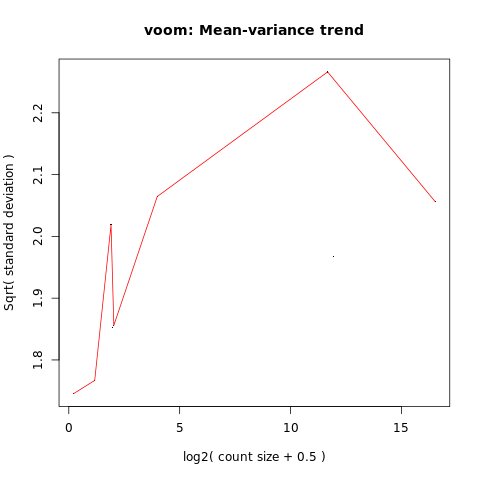 voom: Mean-variance trend
Sqrt( standard deviation )
2.2
2.1
2.0
1.9
1.8
0 5 10 15
log2( count size + 0.5 )